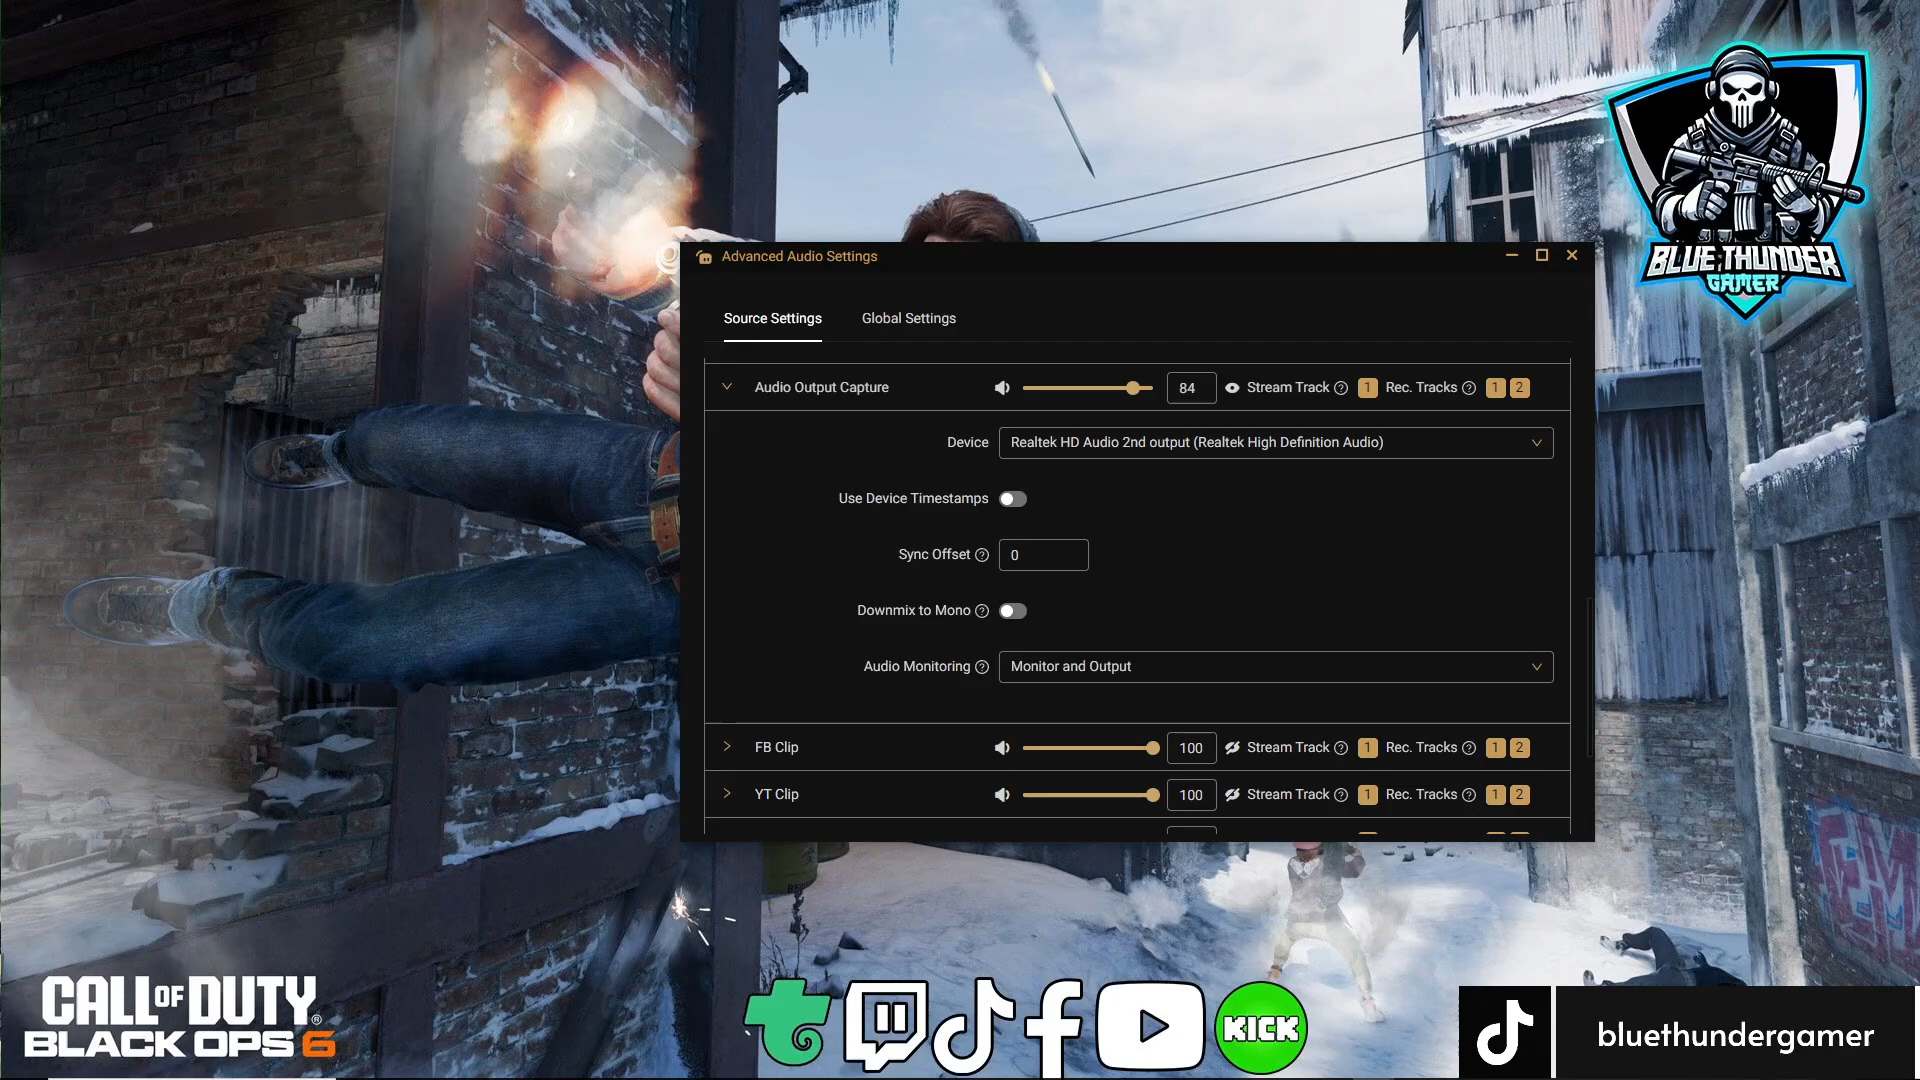 BLUE THUNDER
GAMER
Advanced Audio Settings
Source Settings
Global Settings
Audio Output Capture
84
Stream Track
1
Rec. Tracks
1
2
Device
Realtek HD Audio 2nd output (Realtek High Definition Audio)
Use Device Timestamps
Sync Offset
0
Downmix to Mono
Audio Monitoring
Monitor and Output
FB Clip
100
Stream Track
1
Rec. Tracks
1
2
YT Clip
100
Stream Track
1
Rec. Tracks
1
2
CALL OF DUTY®
BLACK OPS 6
KICK
bluethundergamer